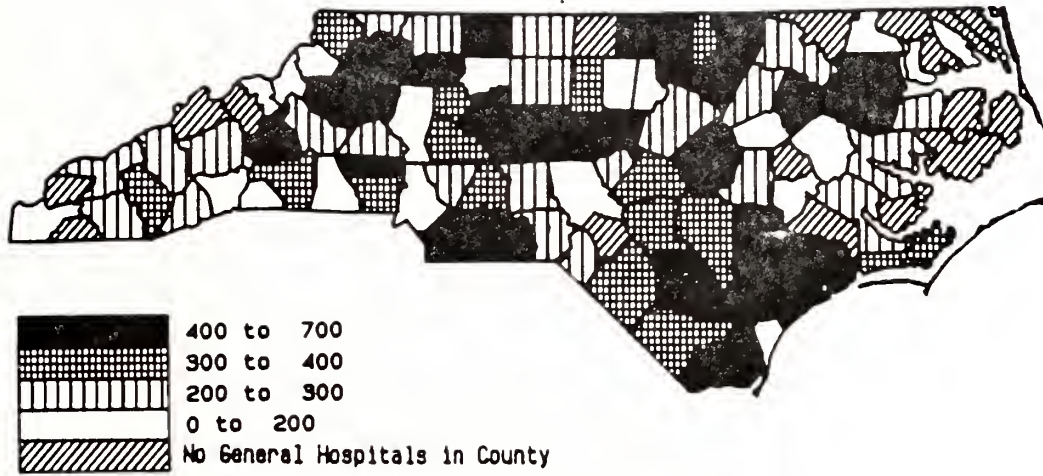 400 to 700
300 to 400
200 to 300
0 to 200
No General Hospitals in County